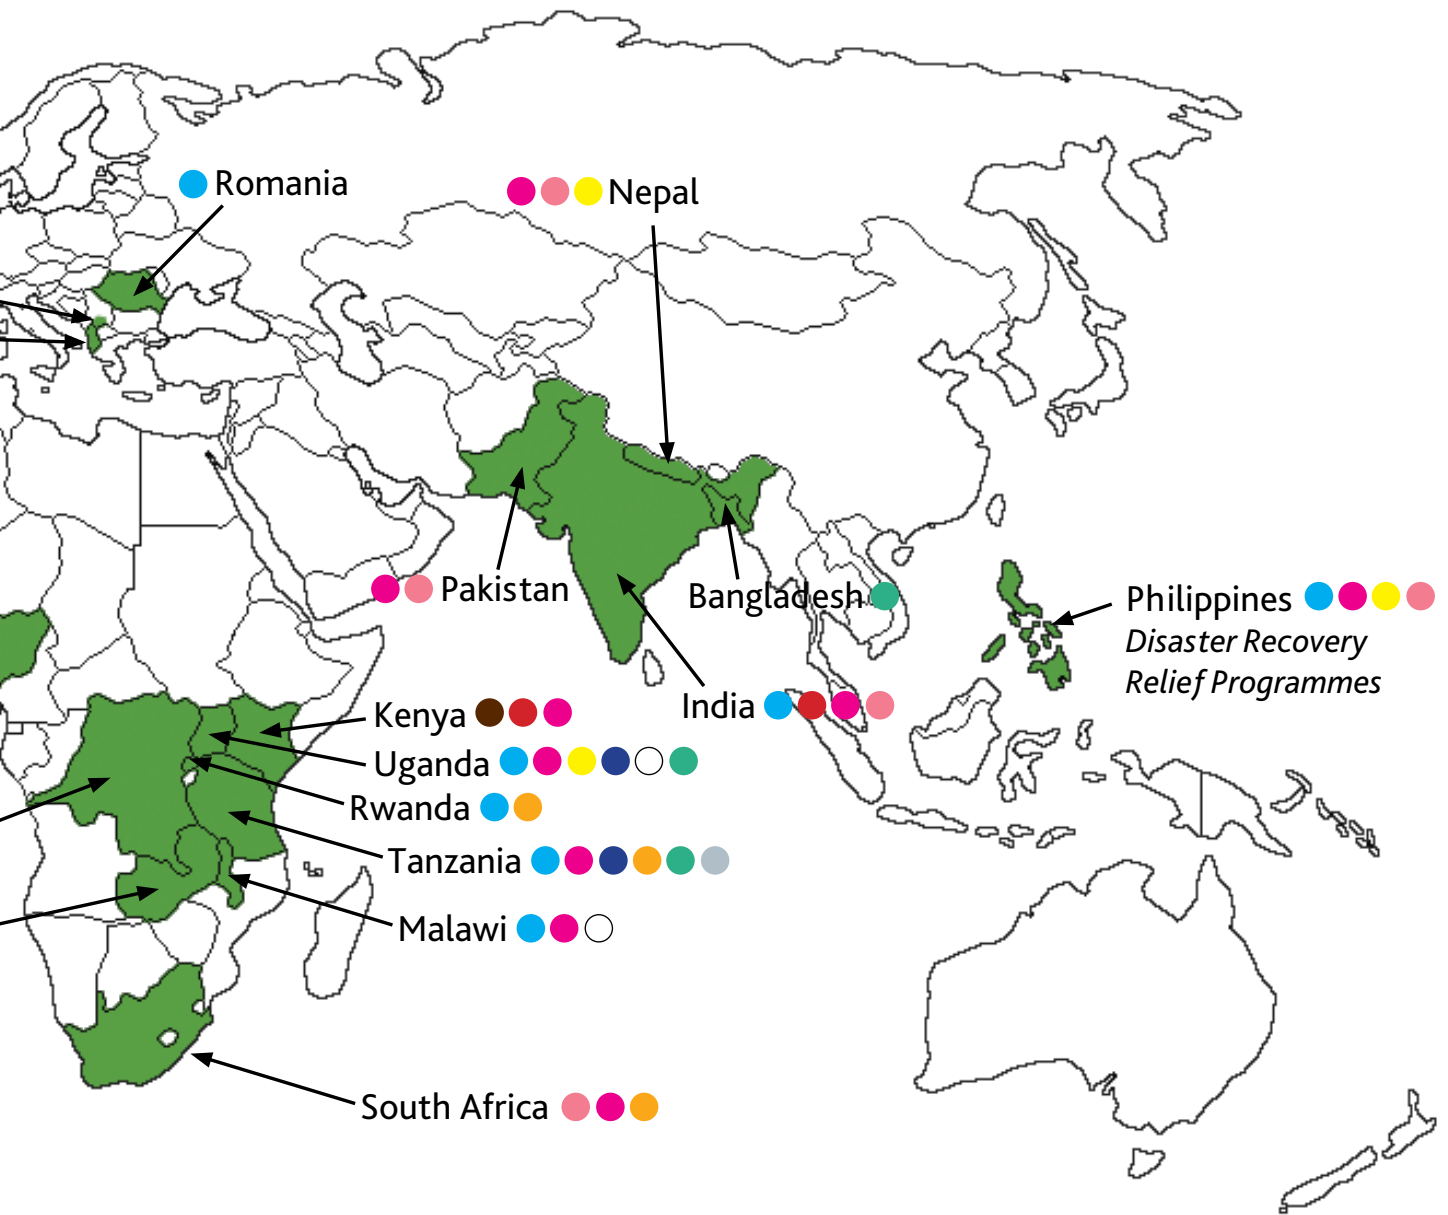 Romania
Nepal
Pakistan
Bangladesh
Philippines
Disaster Recovery
Relief Programmes
India
Kenya
Uganda
Rwanda
Tanzania
Malawi
South Africa